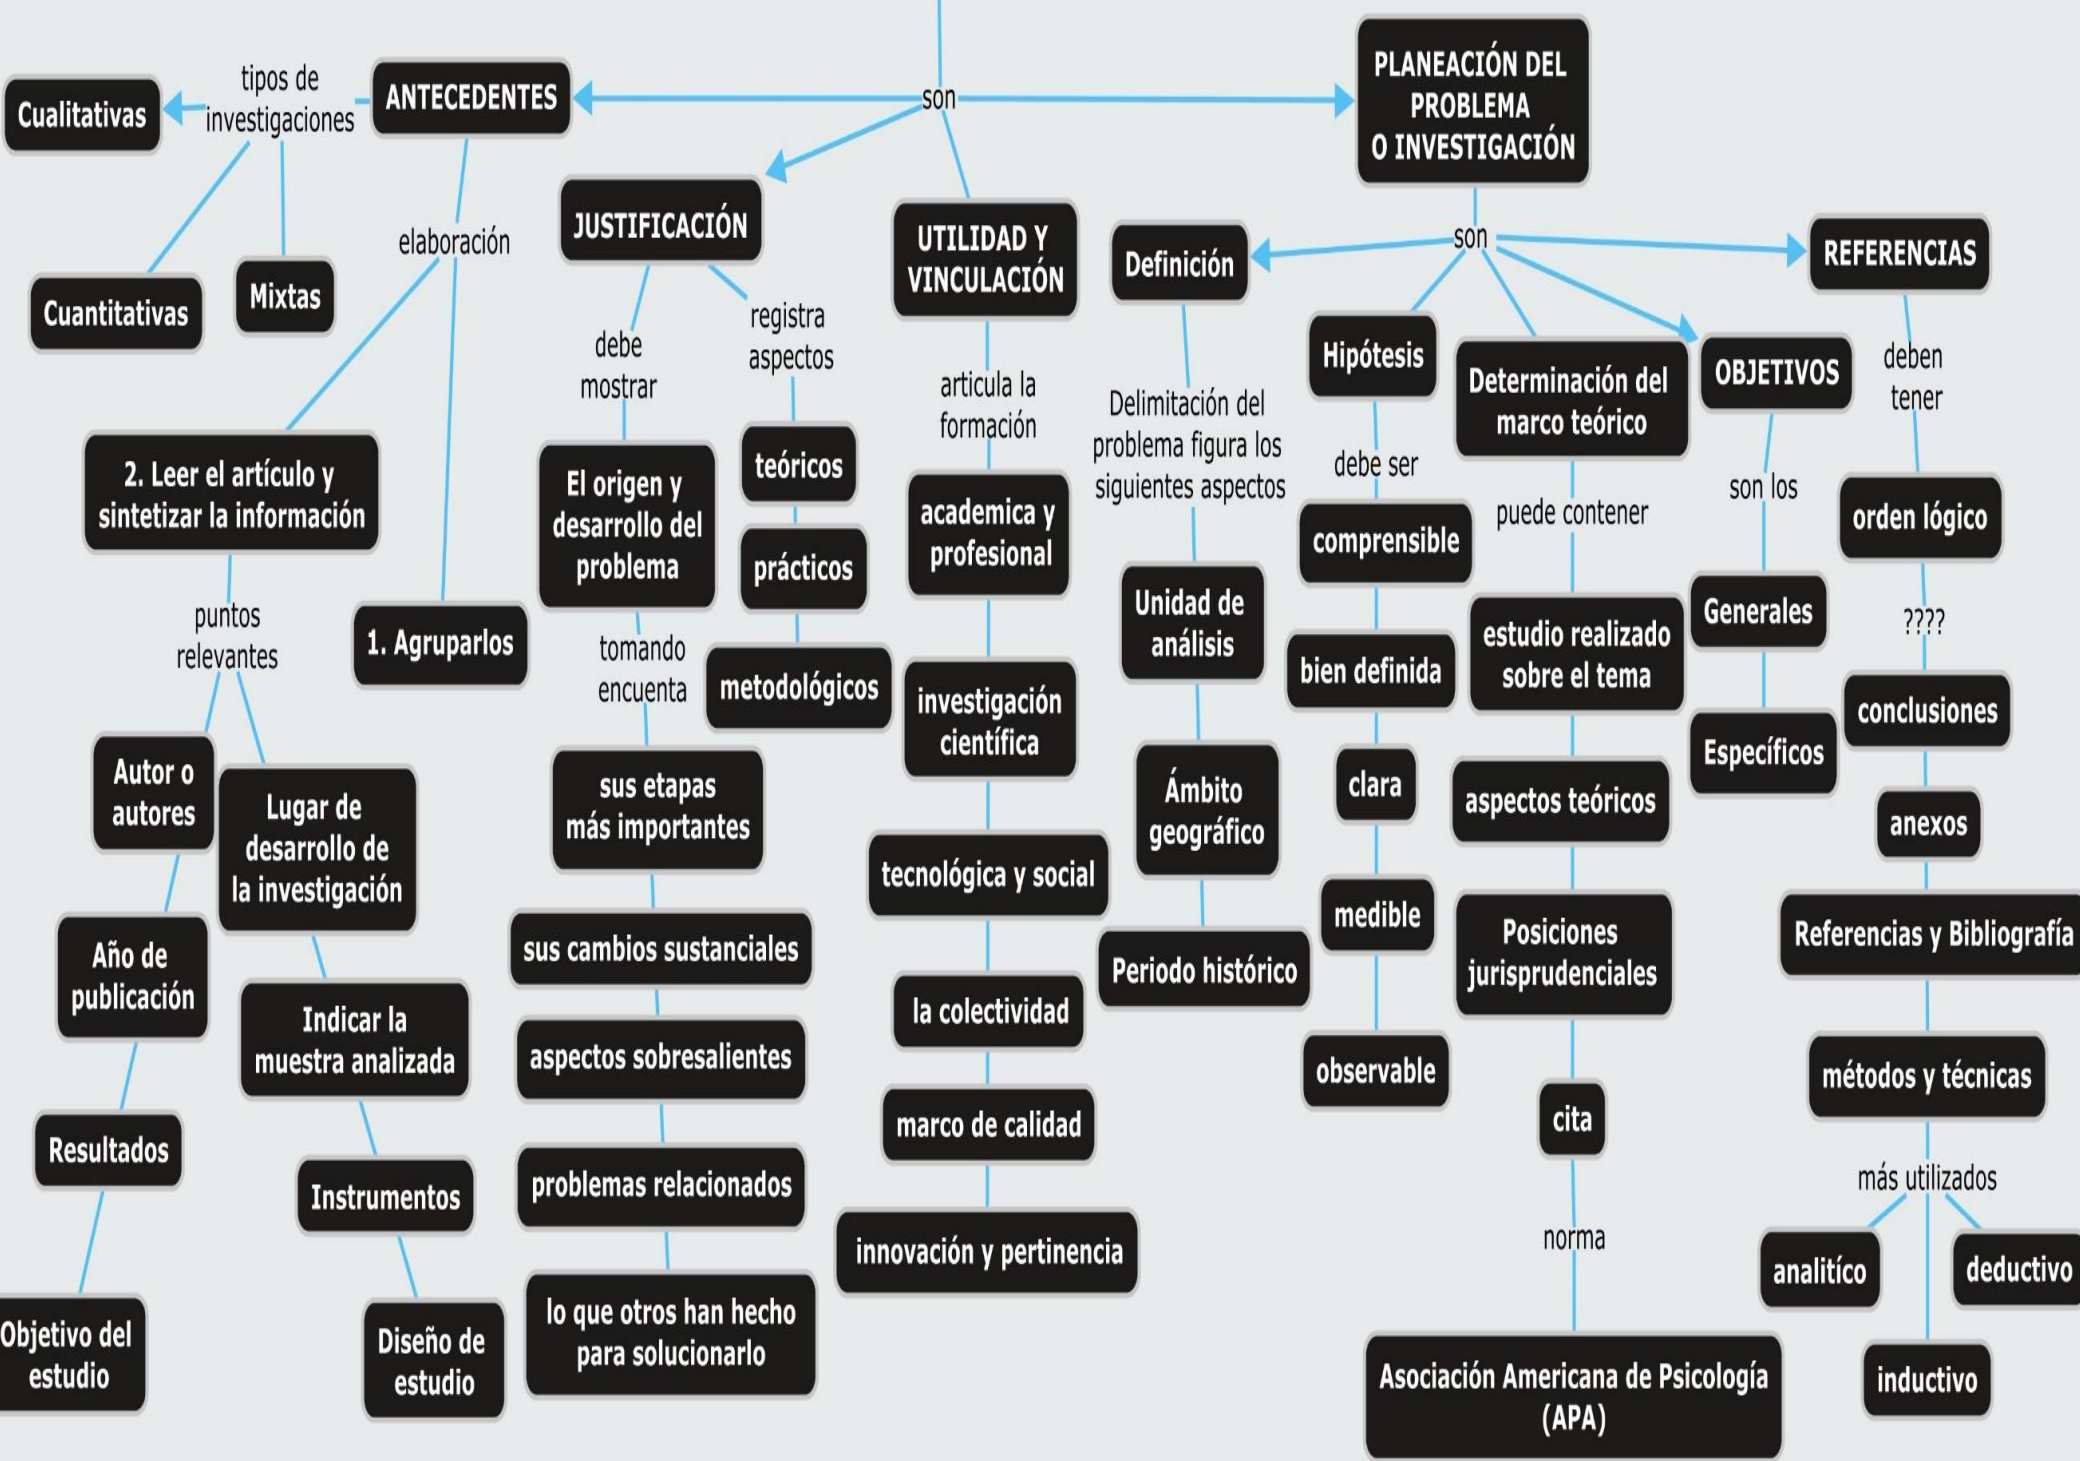 tipos de
investigaciones
Cualitativas
Cuantitativas
Mixtas
ANTECEDENTES
elaboración
2. Leer el artículo y
sintetizar la información
1. Agruparlos
puntos
relevantes
Autor o
autores
Año de
publicación
Resultados
Objetivo del
estudio
Lugar de
desarrollo de
la investigación
Indicar la
muestra analizada
Instrumentos
Diseño de
estudio
son
JUSTIFICACIÓN
debe
mostrar
El origen y
desarrollo del
problema
tomando
encuenta
sus etapas
más importantes
sus cambios sustanciales
aspectos sobresalientes
problemas relacionados
lo que otros han hecho
para solucionarlo
registra
aspectos
teóricos
prácticos
metodológicos
UTILIDAD Y
VINCULACIÓN
articula la
formación
academica y
profesional
investigación
científica
tecnológica y social
la colectividad
marco de calidad
innovación y pertinencia
PLANEACIÓN DEL
PROBLEMA
O INVESTIGACIÓN
son
Definición
Delimitación del
problema figura los
siguientes aspectos
Unidad de
análisis
Ámbito
geográfico
Periodo histórico
Hipótesis
debe ser
comprensible
bien definida
clara
medible
observable
Determinación del
marco teórico
puede contener
estudio realizado
sobre el tema
aspectos teóricos
Posiciones
jurisprudenciales
cita
norma
Asociación Americana de Psicología
(APA)
OBJETIVOS
son los
Generales
Específicos
REFERENCIAS
deben
tener
orden lógico
????
conclusiones
anexos
Referencias y Bibliografía
métodos y técnicas
más utilizados
analitíco
deductivo
inductivo